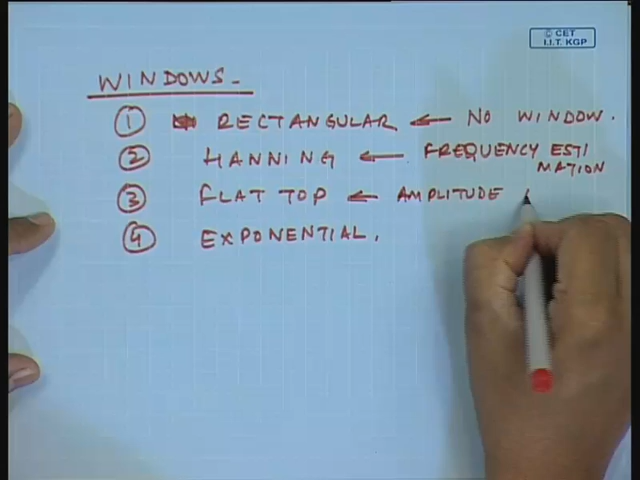 © CET
I.I.T. KGP
WINDOWS -
1 RECTANGULAR ← NO WINDOW.
2 HANNING ← FREQUENCY ESTI
MATION
3 FLAT TOP ← AMPLITUDE
4 EXPONENTIAL.